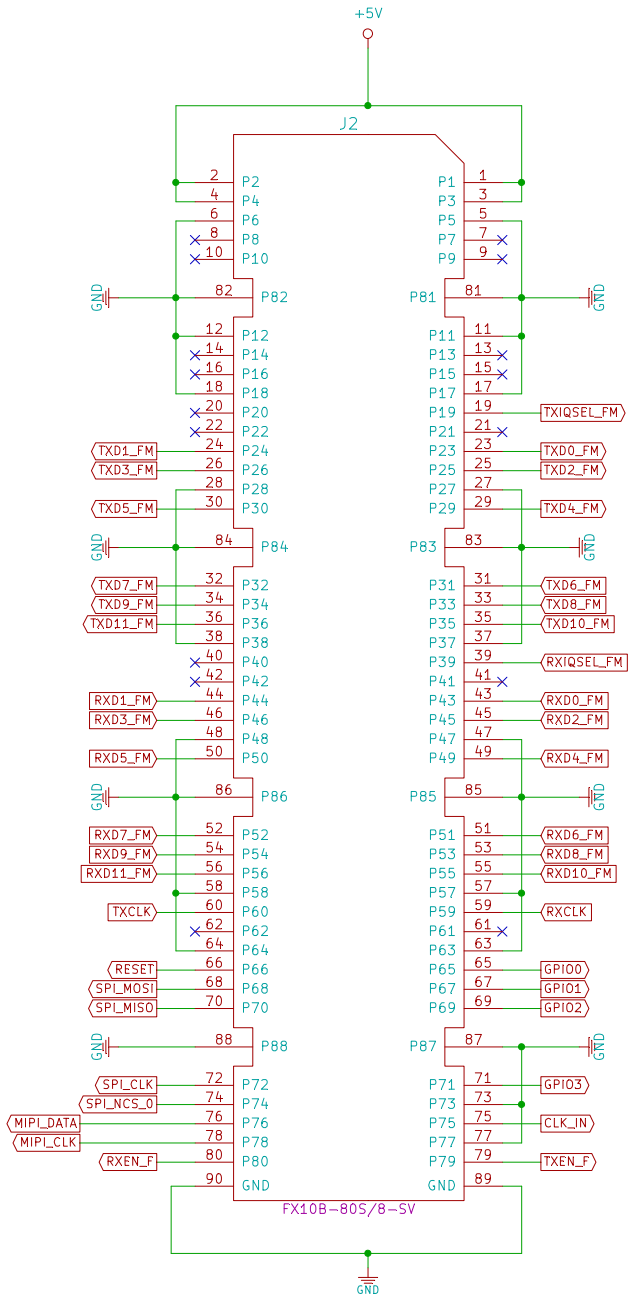 +5V
J2
2 P2 P1 1
4 P4 P3 3
6 P6 P5 5
8 P8 P7 7
10 P10 P9 9
GND 82 P82 P81 81 GND
12 P12 P11 11
14 P14 P13 13
16 P16 P15 15
18 P18 P17 17
20 P20 P19 19 TXIQSEL_FM
22 P22 P21 21
TXD1_FM 24 P24 P23 23 TXD0_FM
TXD3_FM 26 P26 P25 25 TXD2_FM
28 P28 P27 27
TXD5_FM 30 P30 P29 29 TXD4_FM
GND 84 P84 P83 83 GND
TXD7_FM 32 P32 P31 31 TXD6_FM
TXD9_FM 34 P34 P33 33 TXD8_FM
TXD11_FM 36 P36 P35 35 TXD10_FM
38 P38 P37 37
40 P40 P39 39 RXIQSEL_FM
42 P42 P41 41
RXD1_FM 44 P44 P43 43 RXD0_FM
RXD3_FM 46 P46 P45 45 RXD2_FM
48 P48 P47 47
RXD5_FM 50 P50 P49 49 RXD4_FM
GND 86 P86 P85 85 GND
RXD7_FM 52 P52 P51 51 RXD6_FM
RXD9_FM 54 P54 P53 53 RXD8_FM
RXD11_FM 56 P56 P55 55 RXD10_FM
58 P58 P57 57
TXCLK 60 P60 P59 59 RXCLK
62 P62 P61 61
64 P64 P63 63
RESET 66 P66 P65 65 GPIO0
SPI_MOSI 68 P68 P67 67 GPIO1
SPI_MISO 70 P70 P69 69 GPIO2
GND 88 P88 P87 87 GND
SPI_CLK 72 P72 P71 71 GPIO3
SPI_NCS_0 74 P74 P73 73
MIPI_DATA 76 P76 P75 75 CLK_IN
MIPI_CLK 78 P78 P77 77
RXEN_F 80 P80 P79 79 TXEN_F
90 GND GND 89
FX10B-80S/8-SV
GND